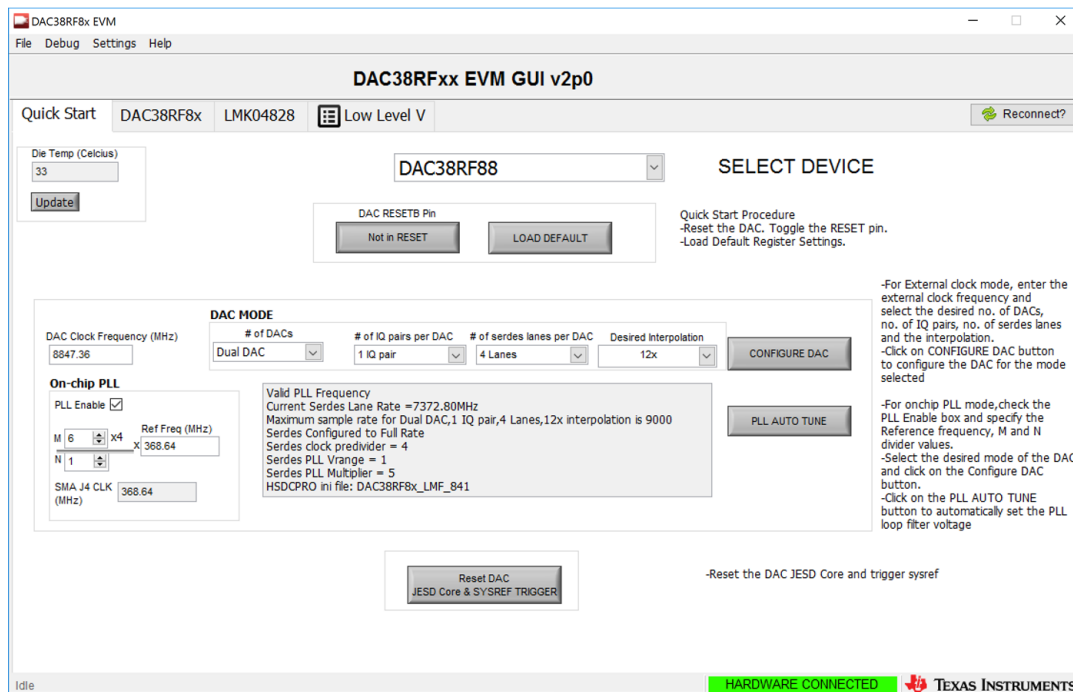 DAC38RF8x EVM
File Debug Settings Help
DAC38RFxx EVM GUI v2p0
Quick Start DAC38RF8x LMK04828 Low Level V Reconnect?
Die Temp (Celcius)
33
Update
DAC38RF88
SELECT DEVICE
DAC RESETB Pin
Not in RESET
LOAD DEFAULT
Quick Start Procedure
-Reset the DAC. Toggle the RESET pin.
-Load Default Register Settings.
DAC Clock Frequency (MHz)
8847.36
DAC MODE
# of DACs
Dual DAC
# of IQ pairs per DAC
1 IQ pair
# of serdes lanes per DAC
4 Lanes
Desired Interpolation
12x
CONFIGURE DAC
On-chip PLL
PLL Enable
M 6 x4
N 1
x
Ref Freq (MHz)
368.64
SMA J4 CLK
(MHz)
368.64
Valid PLL Frequency
Current Serdes Lane Rate =7372.80MHz
Maximum sample rate for Dual DAC,1 IQ pair,4 Lanes,12x interpolation is 9000
Serdes Configured to Full Rate
Serdes clock predivider = 4
Serdes PLL Vrange = 1
Serdes PLL Multiplier = 5
HSDCPRO ini file: DAC38RF8x_LMF_841
PLL AUTO TUNE
-For External clock mode, enter the
external clock frequency and
select the desired no. of DACs,
no. of IQ pairs, no. of serdes lanes
and the interpolation.
-Click on CONFIGURE DAC button
to configure the DAC for the mode
selected
-For onchip PLL mode,check the
PLL Enable box and specify the
Reference frequency, M and N
divider values.
-Select the desired mode of the DAC
and click on the Configure DAC
button.
-Click on the PLL AUTO TUNE
button to automatically set the PLL
loop filter voltage
Reset DAC
JESD Core & SYSREF TRIGGER
-Reset the DAC JESD Core and trigger sysref
Idle
HARDWARE CONNECTED
TEXAS INSTRUMENTS